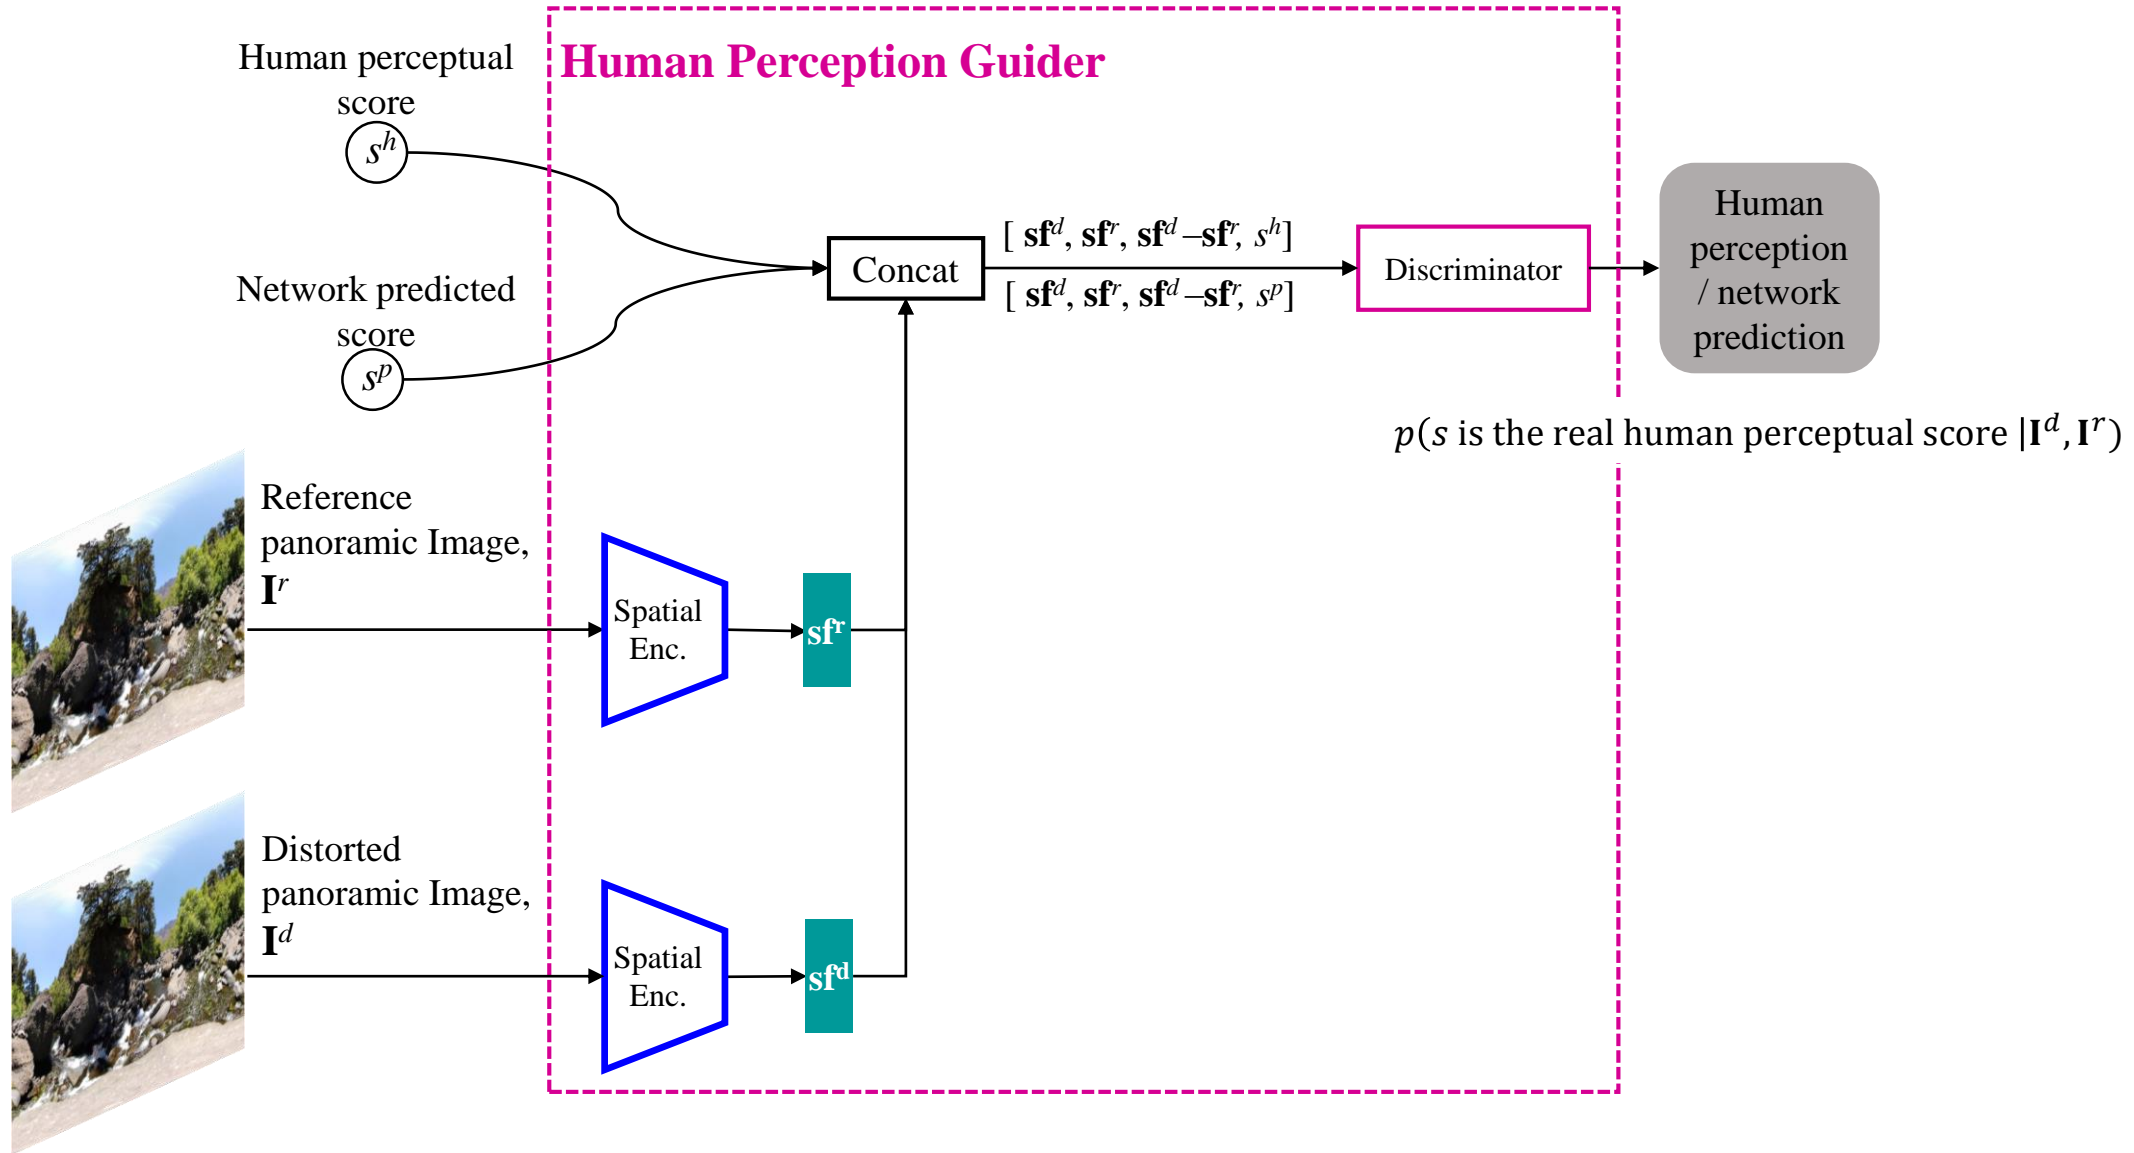 Human perceptual
score
s^h
Human Perception Guider
Network predicted
score
s^p
Concat
[ sf^d, sf^r, sf^d–sf^r, s^h]
[ sf^d, sf^r, sf^d–sf^r, s^p]
Discriminator
Human
perception
/ network
prediction
p(s is the real human perceptual score |I^d, I^r)
Reference
panoramic Image,
I^r
Spatial
Enc.
sf^r
Distorted
panoramic Image,
I^d
Spatial
Enc.
sf^d